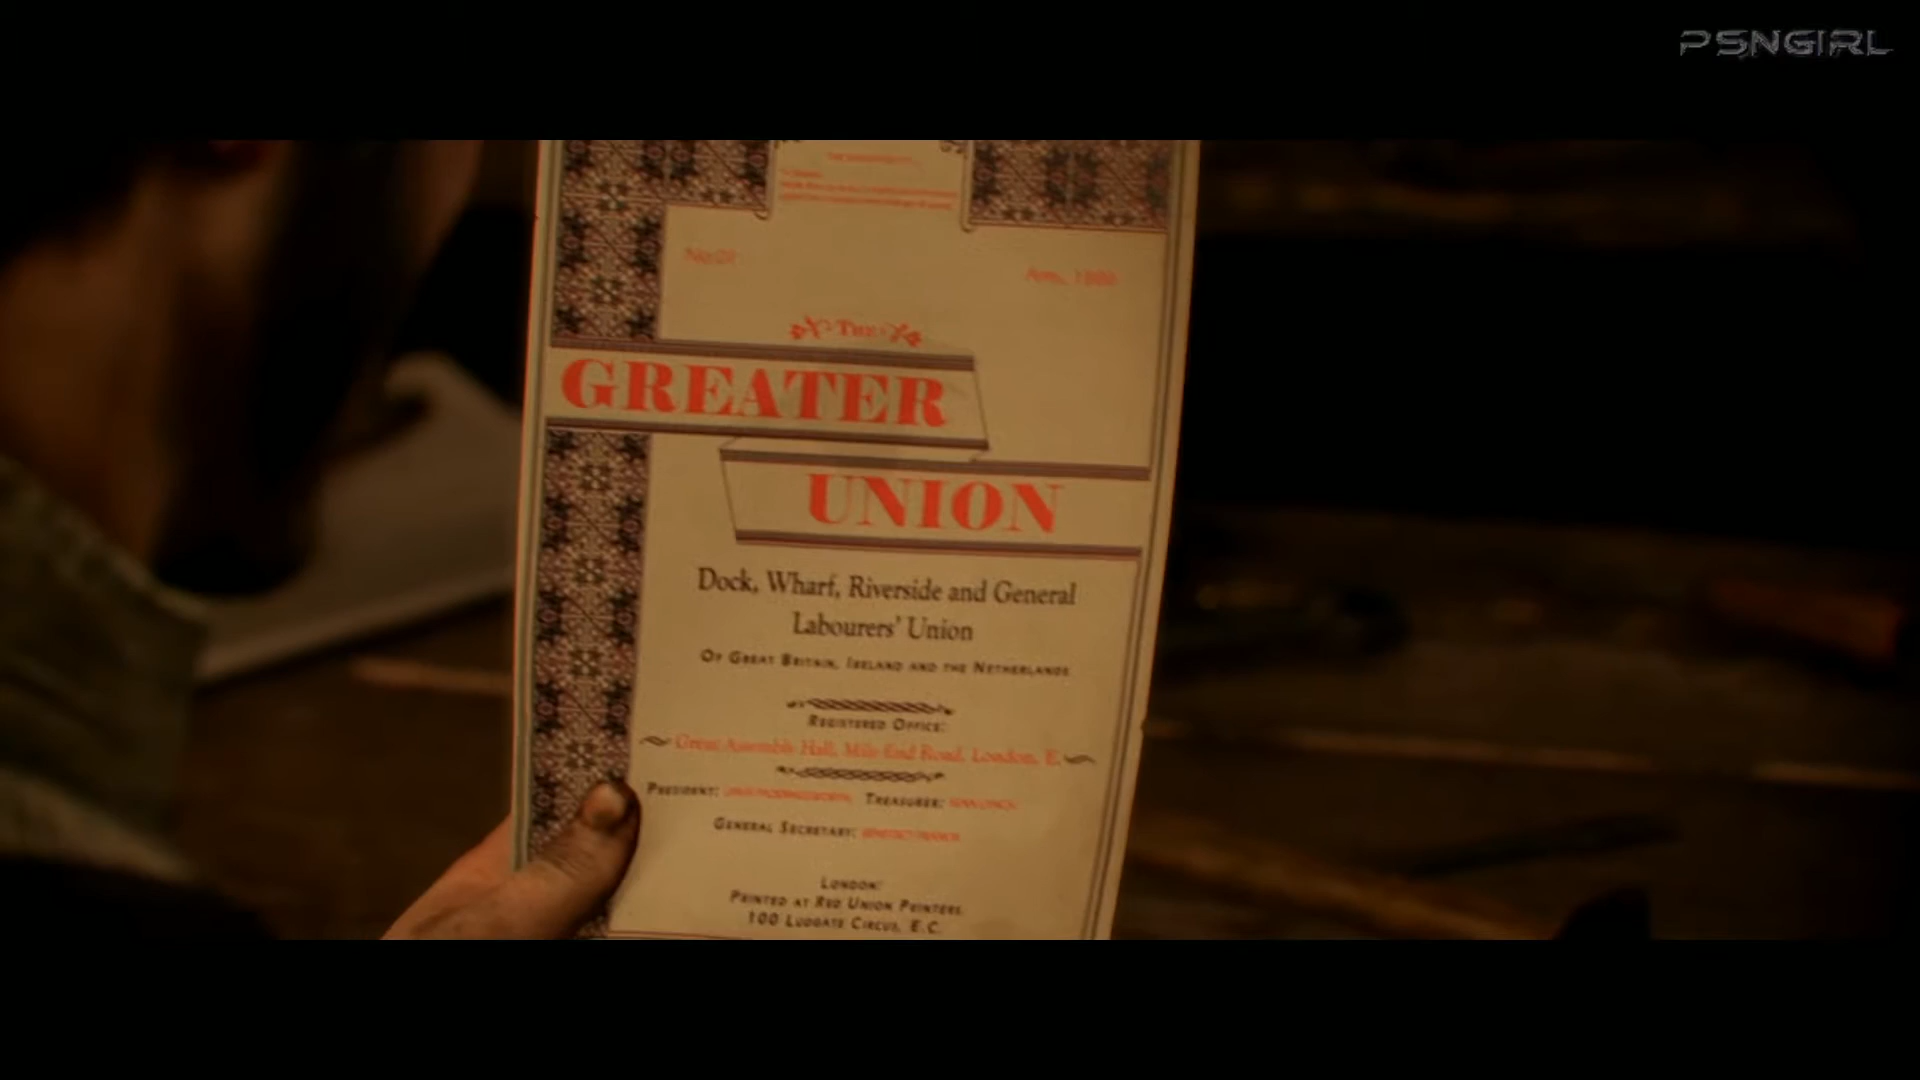 PSNGIRL
THE
GREATER
UNION
Dock, Wharf, Riverside and General
Labourers' Union
OF GREAT BRITAIN, IRELAND AND THE NETHERLANDS
REGISTERED OFFICE:
Great Assembly Hall, Mile End Road, London, E.
PRESIDENT: TREASURER:
GENERAL SECRETARY:
LONDON:
PRINTED AT RED UNION PRINTERS
100 LUDGATE CIRCUS, E.C.